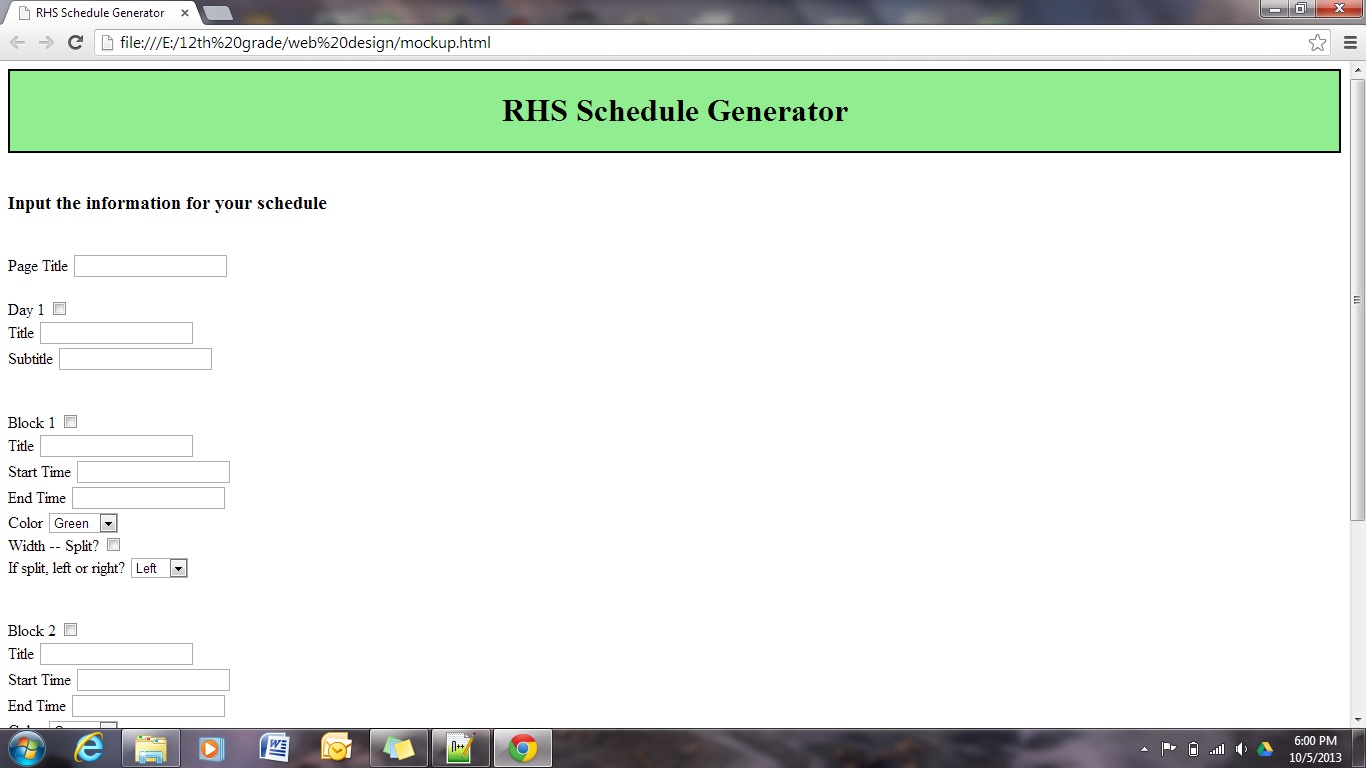 RHS Schedule Generator
file:///E:/12th%20grade/web%20design/mockup.html
RHS Schedule Generator
Input the information for your schedule
Page Title
Day 1
Title
Subtitle
Block 1
Title
Start Time
End Time
Color Green
Width -- Split?
If split, left or right? Left
Block 2
Title
Start Time
End Time
6:00 PM
10/5/2013